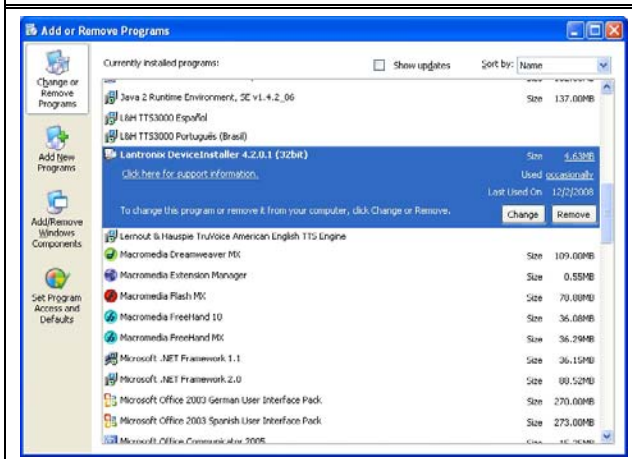 Add or Remove Programs
Change or
Remove
Programs
Add New
Programs
Add/Remove
Windows
Components
Set Program
Access and
Defaults
Currently installed programs:
Show updates
Sort by: Name
Java 2 Runtime Environment, SE v1.4.2_06 Size 137.00MB
L&H TTS3000 Español
L&H TTS3000 Português (Brasil)
Lantronix DeviceInstaller 4.2.0.1 (32bit) Size 4.63MB
Click here for support information. Used occasionally
Last Used On 12/2/2008
To change this program or remove it from your computer, click Change or Remove. Change Remove
Lernout & Hauspie TruVoice American English TTS Engine
Macromedia Dreamweaver MX Size 109.00MB
Macromedia Extension Manager Size 0.55MB
Macromedia Flash MX Size 70.08MB
Macromedia FreeHand 10 Size 36.08MB
Macromedia FreeHand MX Size 36.29MB
Microsoft .NET Framework 1.1 Size 36.15MB
Microsoft .NET Framework 2.0 Size 88.52MB
Microsoft Office 2003 German User Interface Pack Size 270.00MB
Microsoft Office 2003 Spanish User Interface Pack Size 273.00MB
Microsoft Office Communicator 2005